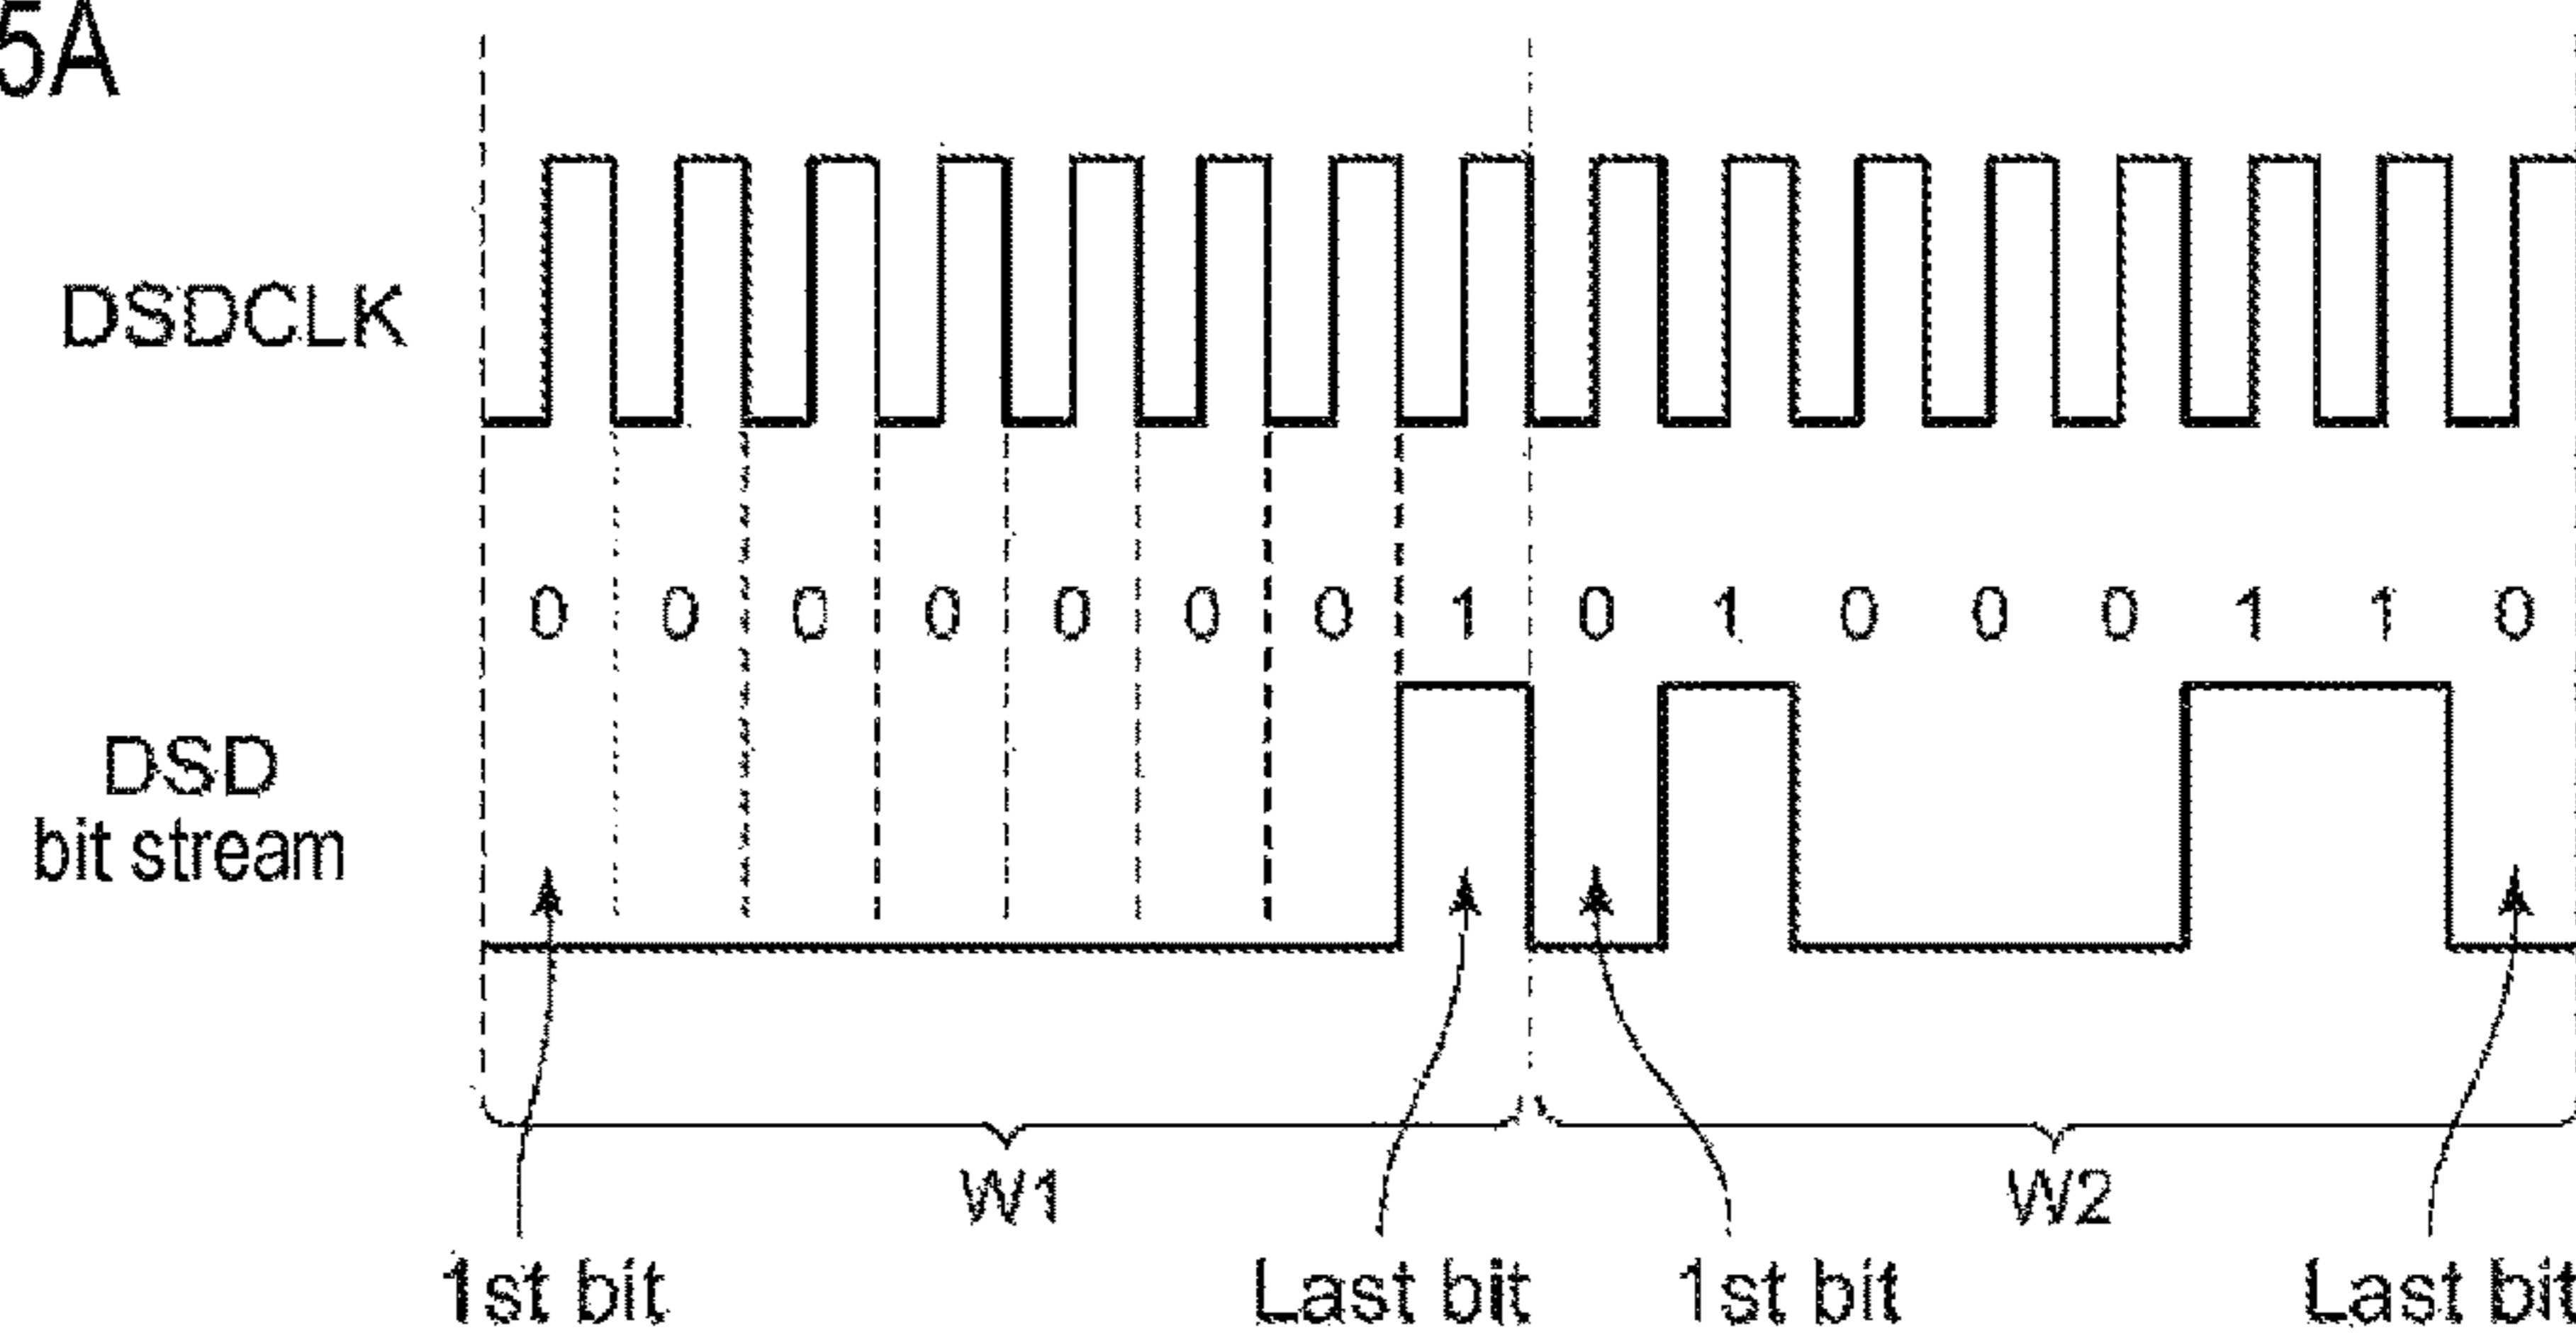 5A
DSDCLK
0 0 0 0 0 0 0 1 0 1 0 0 0 1 1 0
DSD
bit stream
W1 W2
1st bit Last bit 1st bit Last bit